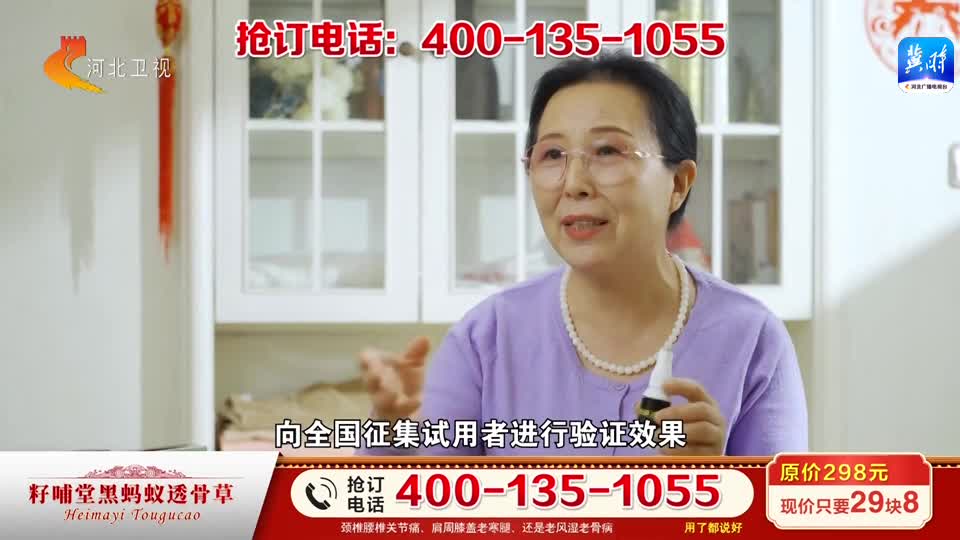 抢订电话：400-135-1055
河北卫视
冀时
河北广播电视台
向全国征集试用者进行验证效果
籽哺堂黑蚂蚁透骨草
Heimayi Tougucao
抢订电话
400-135-1055
原价298元
现价只要29块8
颈椎腰椎关节痛、肩周膝盖老寒腿、还是老风湿老骨病 用了都说好